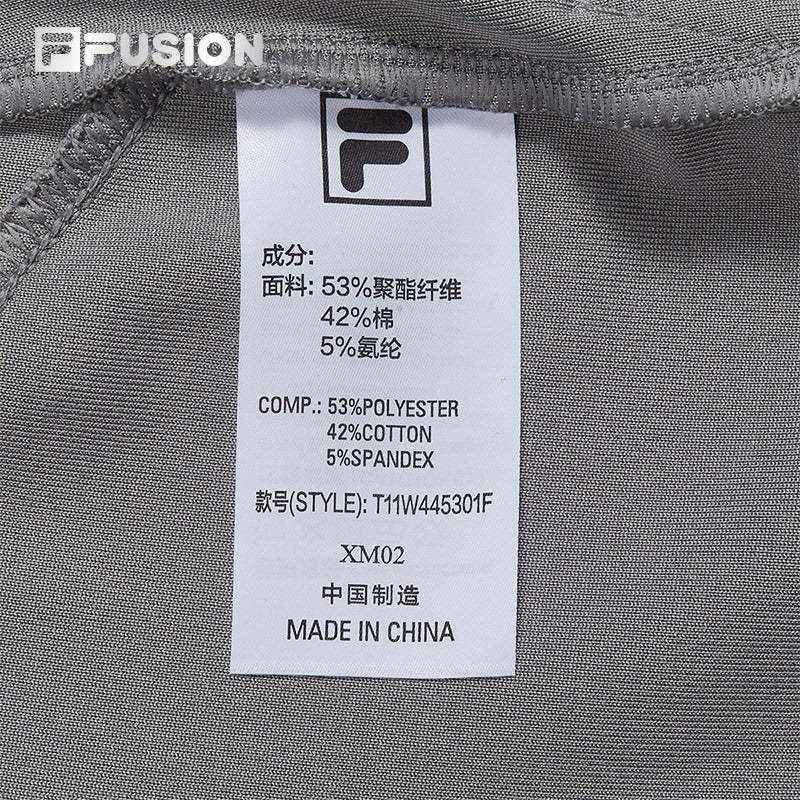 FUSION
F
成分:
面料: 53%聚酯纤维
42%棉
5%氨纶
COMP.: 53%POLYESTER
42%COTTON
5%SPANDEX
款号(STYLE): T11W445301F
XM02
中国制造
MADE IN CHINA